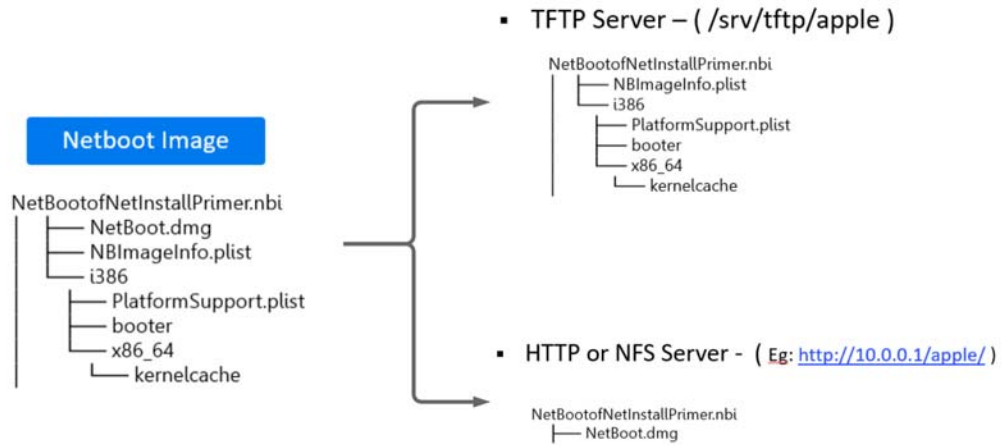 Netboot Image
NetBootofNetInstallPrimer.nbi
NetBoot.dmg
NBImageInfo.plist
i386
PlatformSupport.plist
booter
x86_64
kernelcache
▪ TFTP Server – ( /srv/tftp/apple )
NetBootofNetInstallPrimer.nbi
NBImageInfo.plist
i386
PlatformSupport.plist
booter
x86_64
kernelcache
▪ HTTP or NFS Server - ( Eg: http://10.0.0.1/apple/ )
NetBootofNetInstallPrimer.nbi
NetBoot.dmg